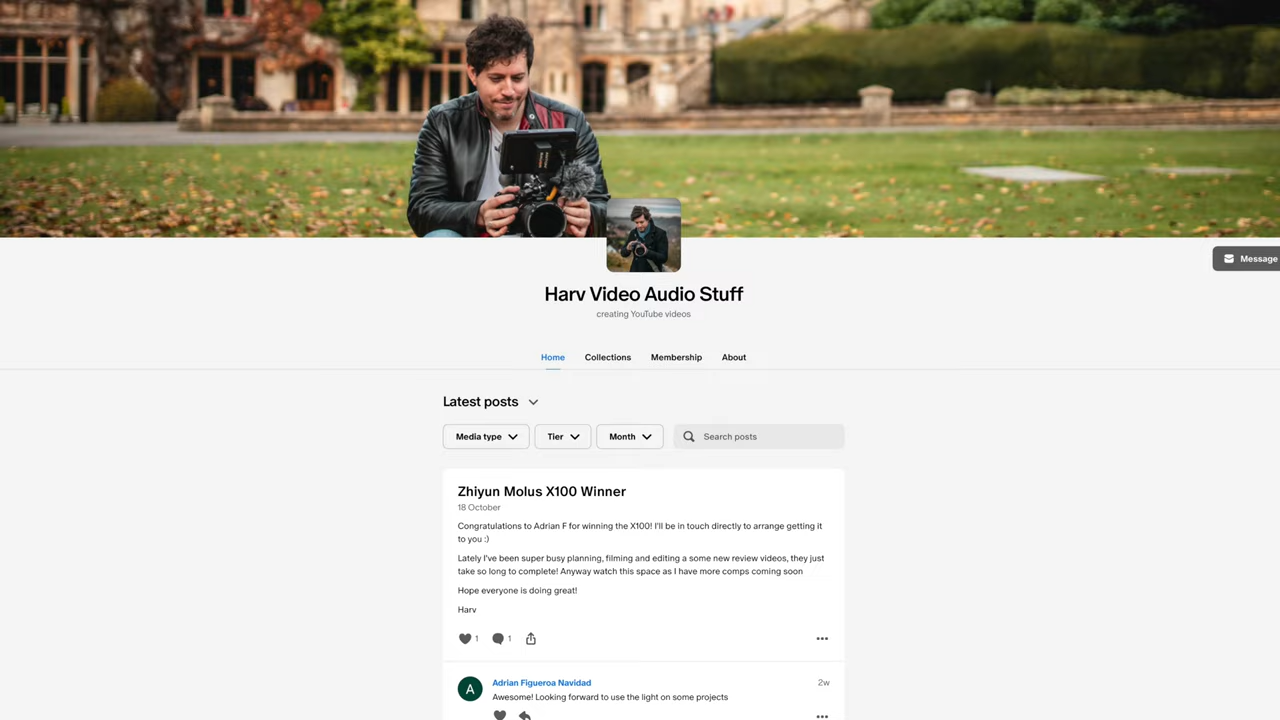 Message
Harv Video Audio Stuff
creating YouTube videos
Home Collections Membership About
Latest posts
Media type Tier Month Search posts
Zhiyun Molus X100 Winner
18 October
Congratulations to Adrian F for winning the X100! I'll be in touch directly to arrange getting it
to you :)
Lately I've been super busy planning, filming and editing a some new review videos, they just
take so long to complete! Anyway watch this space as I have more comps coming soon
Hope everyone is doing great!
Harv
1 1
A
Adrian Figueroa Navidad 2w
Awesome! Looking forward to use the light on some projects